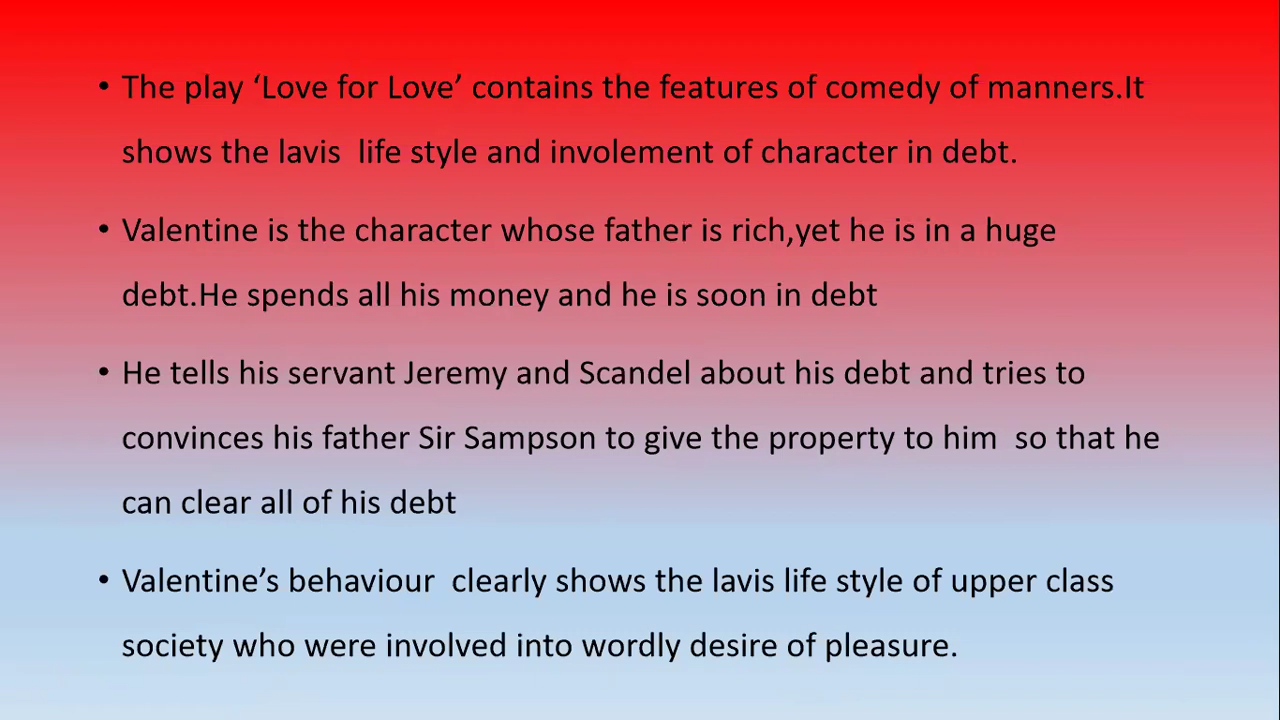 • The play ‘Love for Love’ contains the features of comedy of manners.It
shows the lavis  life style and involement of character in debt.
• Valentine is the character whose father is rich,yet he is in a huge
debt.He spends all his money and he is soon in debt
• He tells his servant Jeremy and Scandel about his debt and tries to
convinces his father Sir Sampson to give the property to him  so that he
can clear all of his debt
• Valentine’s behaviour  clearly shows the lavis life style of upper class
society who were involved into wordly desire of pleasure.